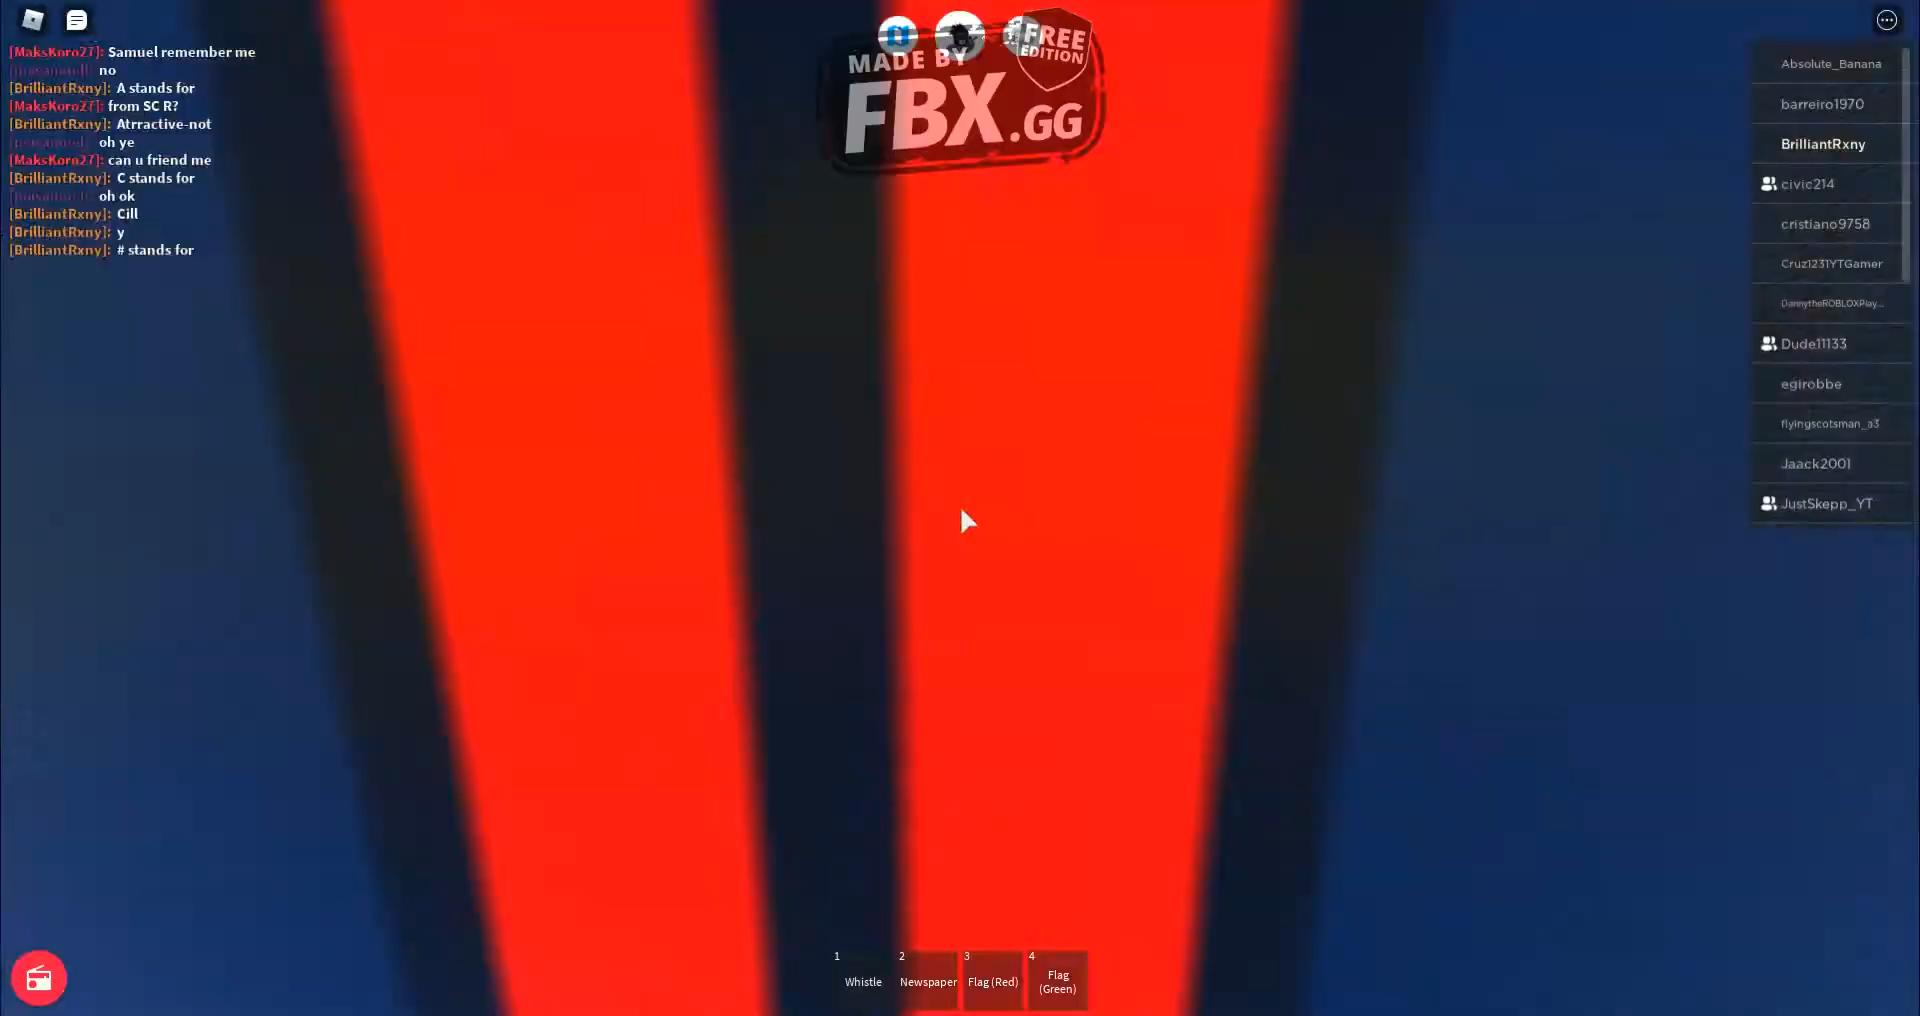 [MaksKoro27]: Samuel remember me
no
[BrilliantRxny]: A stands for
[MaksKoro27]: from SC R?
[BrilliantRxny]: Atrractive-not
oh ye
[MaksKoro27]: can u friend me
[BrilliantRxny]: C stands for
oh ok
[BrilliantRxny]: Cill
[BrilliantRxny]: y
[BrilliantRxny]: # stands for
MADE BY
FREE
EDITION
FBX.GG
Absolute_Banana
barreiro1970
BrilliantRxny
civic214
cristiano9758
Cruz1231YTGamer
DannytheROBLOXPlay...
Dude11133
egirobbe
flyingscotsman_a3
Jaack2001
JustSkepp_YT
1
Whistle
2
Newspaper
3
Flag (Red)
4
Flag
(Green)